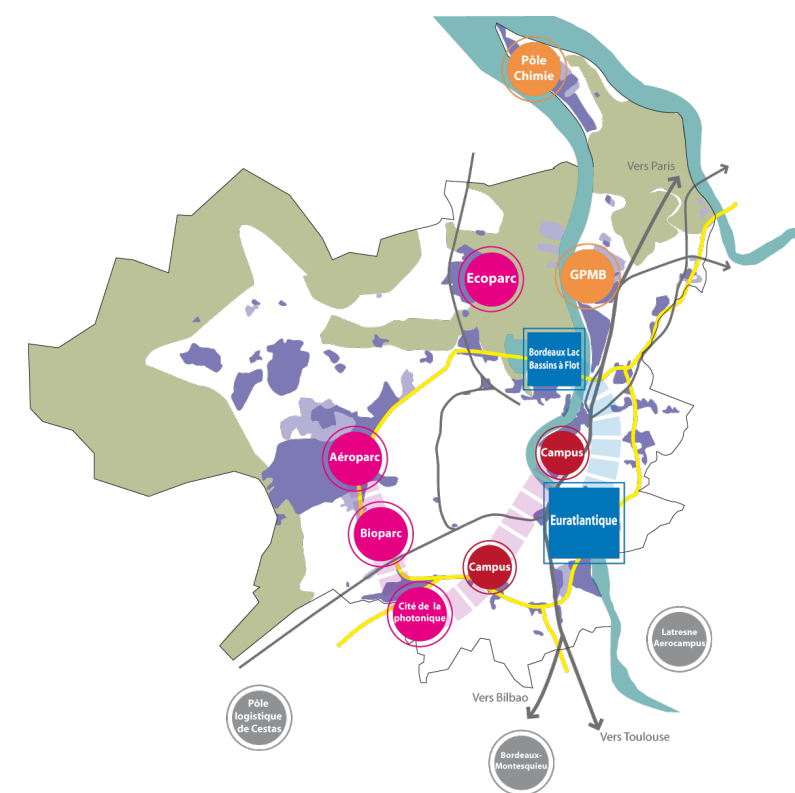 Pôle
Chimie
Vers Paris
Ecoparc
GPMB
Bordeaux Lac
Bassins à Flot
Aéroparc
Campus
Euratlantique
Bioparc
Campus
Cité de la
photonique
Latresne
Aerocampus
Vers Bilbao
Pôle
logistique
de Cestas
Vers Toulouse
Bordeaux-
Montesquieu